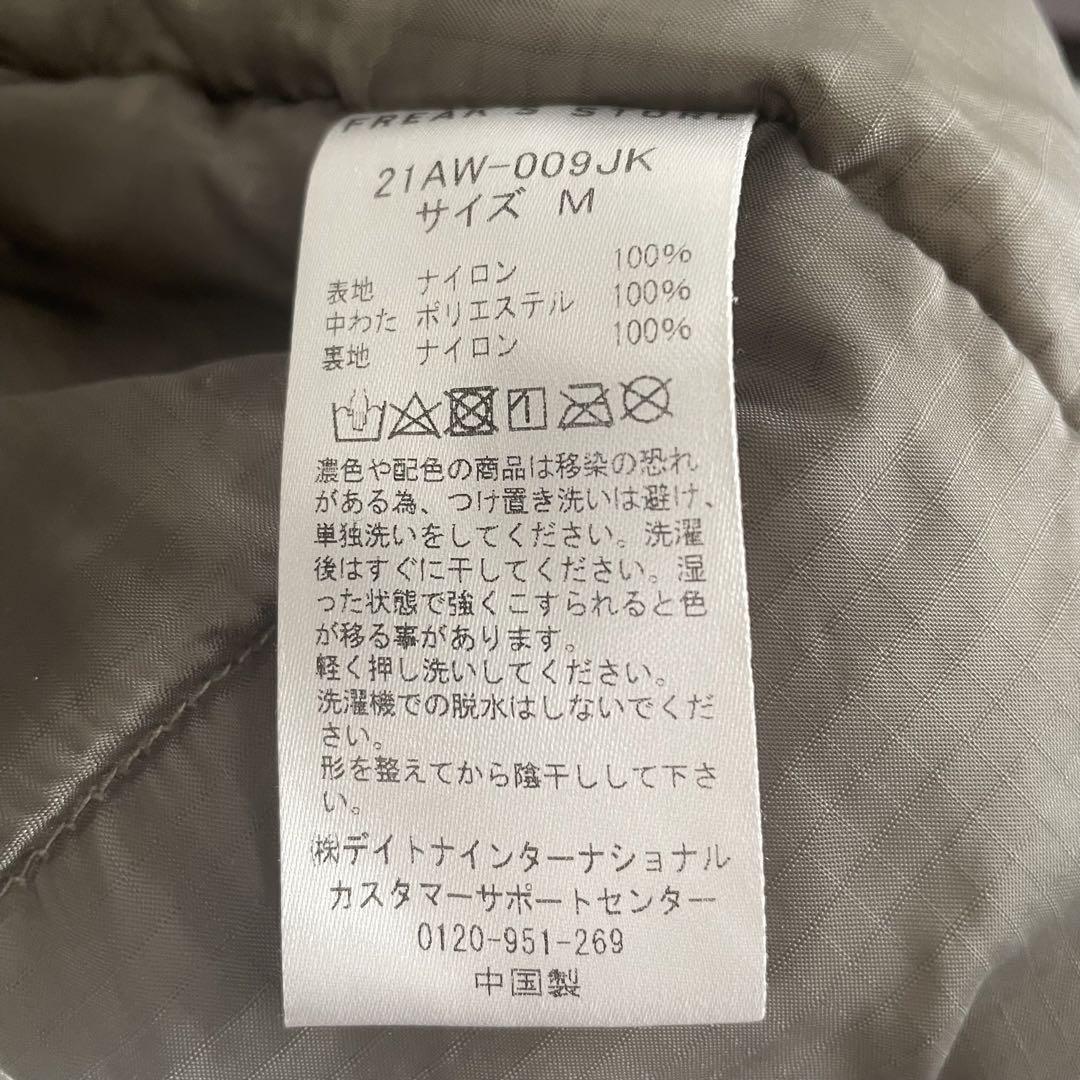 FREAK'S STORE
21AW-009JK
サイズ M
表地 ナイロン 100%
中わた ポリエステル 100%
裏地 ナイロン 100%
濃色や配色の商品は移染の恐れ
がある為、つけ置き洗いは避け、
単独洗いをしてください。洗濯
後はすぐに干してください。湿
った状態で強くこすられると色
が移る事があります。
軽く押し洗いしてください。
洗濯機での脱水はしないでくだ
さい。
形を整えてから陰干しして下さ
い。
㈱デイトナインターナショナル
カスタマーサポートセンター
0120-951-269
中国製